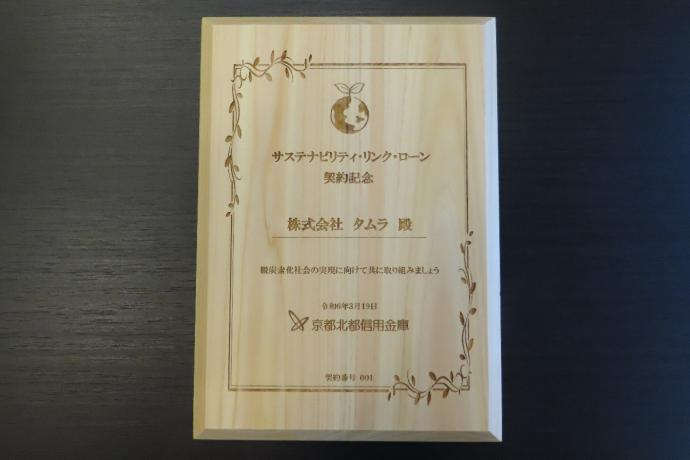 サステナビリティ・リンク・ローン
契約記念
株式会社 タムラ 殿
脱炭素化社会の実現に向けて共に取り組みましょう
令和6年3月19日
京都北都信用金庫
契約番号 001